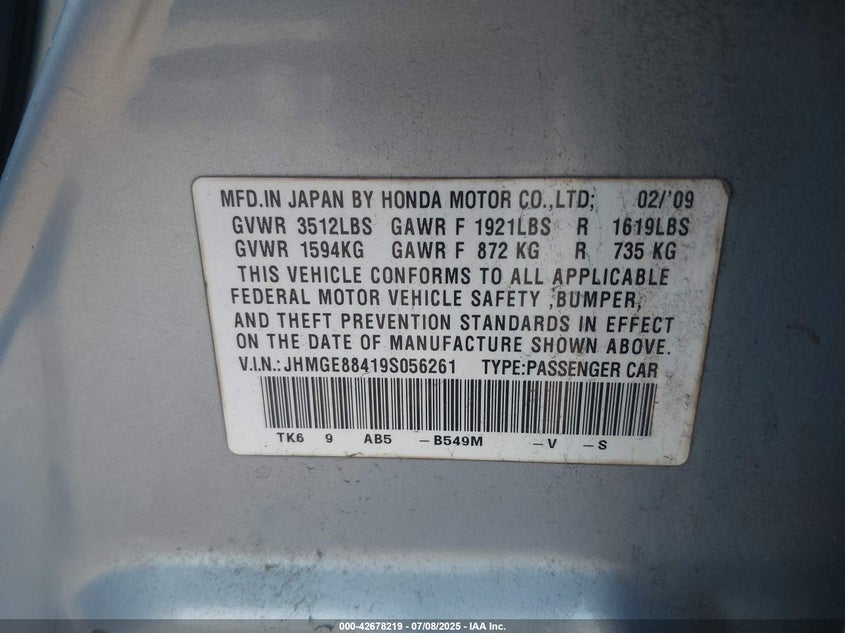 MFD.IN JAPAN BY HONDA MOTOR CO.,LTD; 02/'09
GVWR 3512LBS GAWR F 1921LBS R 1619LBS
GVWR 1594KG GAWR F 872 KG R 735 KG
THIS VEHICLE CONFORMS TO ALL APPLICABLE
FEDERAL MOTOR VEHICLE SAFETY ,BUMPER,
AND THEFT PREVENTION STANDARDS IN EFFECT
ON THE DATE OF MANUFACTURE SHOWN ABOVE.
V.I.N.: JHMGE88419S056261 TYPE:PASSENGER CAR
TK6 9 AB5 –B549M –V –S
000-42678219 - 07/08/2025 - IAA Inc.